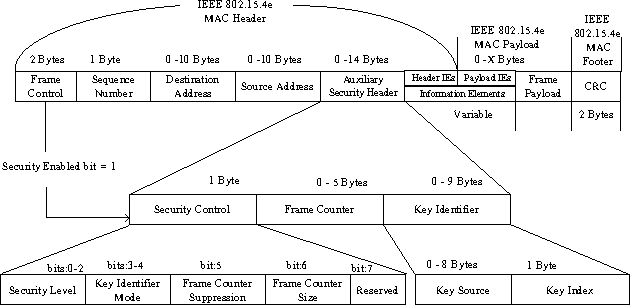 IEEE 802.15.4e
MAC Header
IEEE 802.15.4e
MAC Payload
0 -X Bytes
IEEE
802.15.4e
MAC
Footer
2 Bytes
1 Byte
0 -10 Bytes
0 -10 Bytes
0 -14 Bytes
Frame
Control
Sequence
Number
Destination
Address
Source Address
Auxiliary
Security Header
Header IEs
Payload IEs
Information Elements
Frame
Payload
CRC
Variable
2 Bytes
Security Enabled bit = 1
1 Byte
0 - 5 Bytes
0 - 9 Bytes
Security Control
Frame Counter
Key Identifier
bits:0-2
bits:3-4
bit:5
bit:6
bit:7
0 - 8 Bytes
1 Byte
Security Level
Key Identifier
Mode
Frame Counter
Suppression
Frame Counter
Size
Reserved
Key Source
Key Index